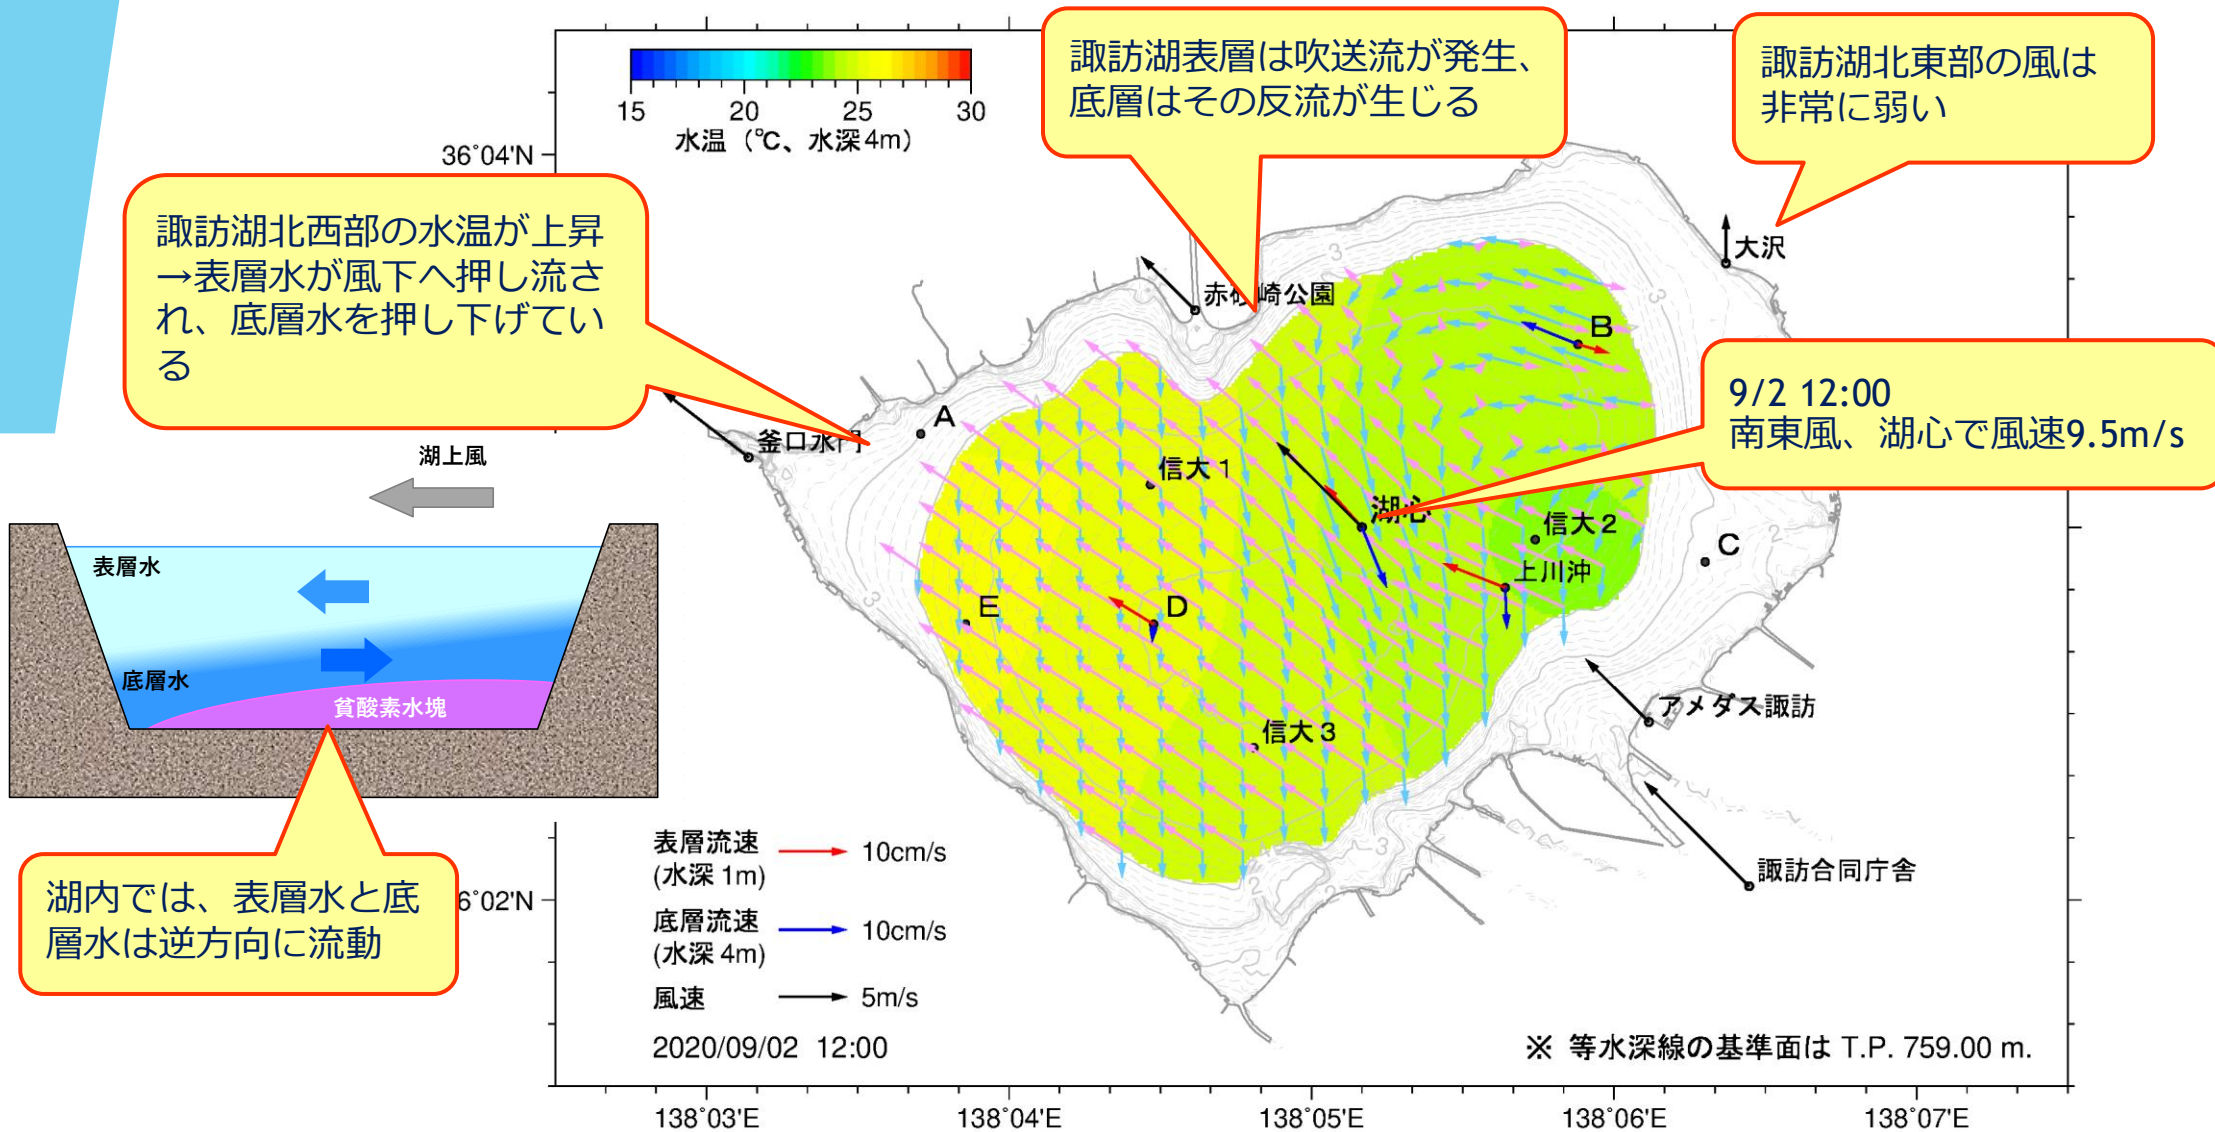 諏訪湖表層は吹送流が発生、
底層はその反流が生じる
諏訪湖北東部の風は
非常に弱い
15
20
25
30
水温（℃、水深4m）
36°04'N
諏訪湖北西部の水温が上昇
→表層水が風下へ押し流さ
れ、底層水を押し下げてい
る
大沢
3
赤砂崎公園
3
B
9/2 12:00
南東風、湖心で風速9.5m/s
A
釜口水門
湖上風
信大1
湖心
信大2
C
2
上川沖
表層水
底層水
貧酸素水塊
3
E
D
アメダス諏訪
信大3
諏訪合同庁舎
3
2
2
表層流速
(水深 1m)
10cm/s
底層流速
(水深 4m)
10cm/s
風速
5m/s
湖内では、表層水と底
層水は逆方向に流動
6°02'N
2020/09/02 12:00
※ 等水深線の基準面は T.P. 759.00 m.
138°03'E
138°04'E
138°05'E
138°06'E
138°07'E